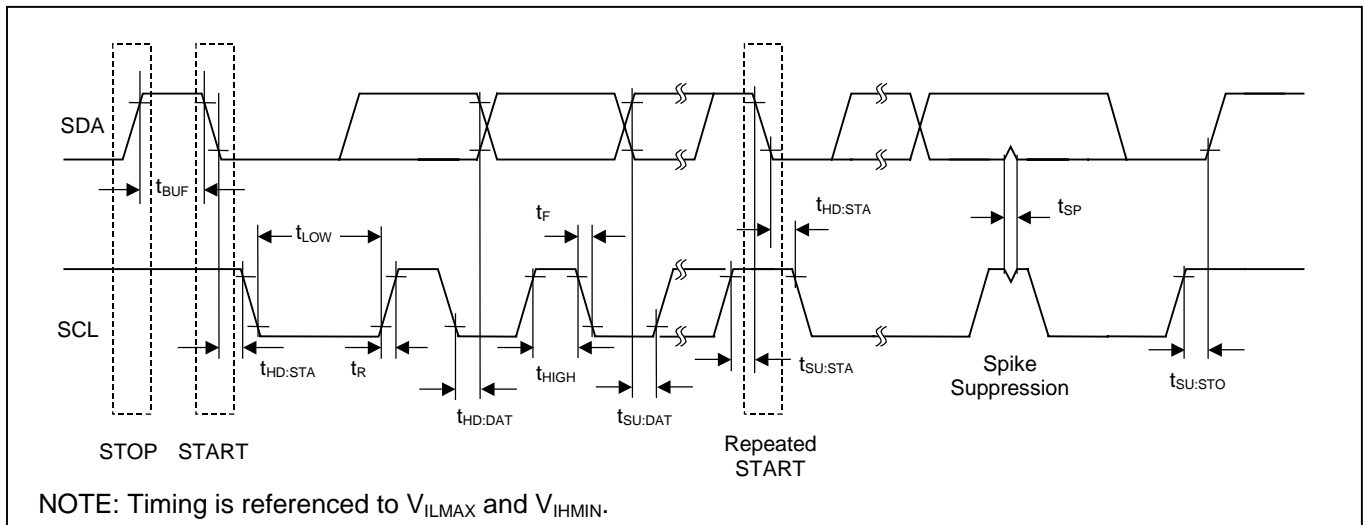 SDA
t_BUF
t_F
t_HD:STA
t_SP
t_LOW
SCL
t_HD:STA
t_R
t_HIGH
t_SU:STA
Spike
Suppression
t_SU:STO
t_HD:DAT
t_SU:DAT
STOP
START
Repeated
START
NOTE: Timing is referenced to V_ILMAX and V_IHMIN.